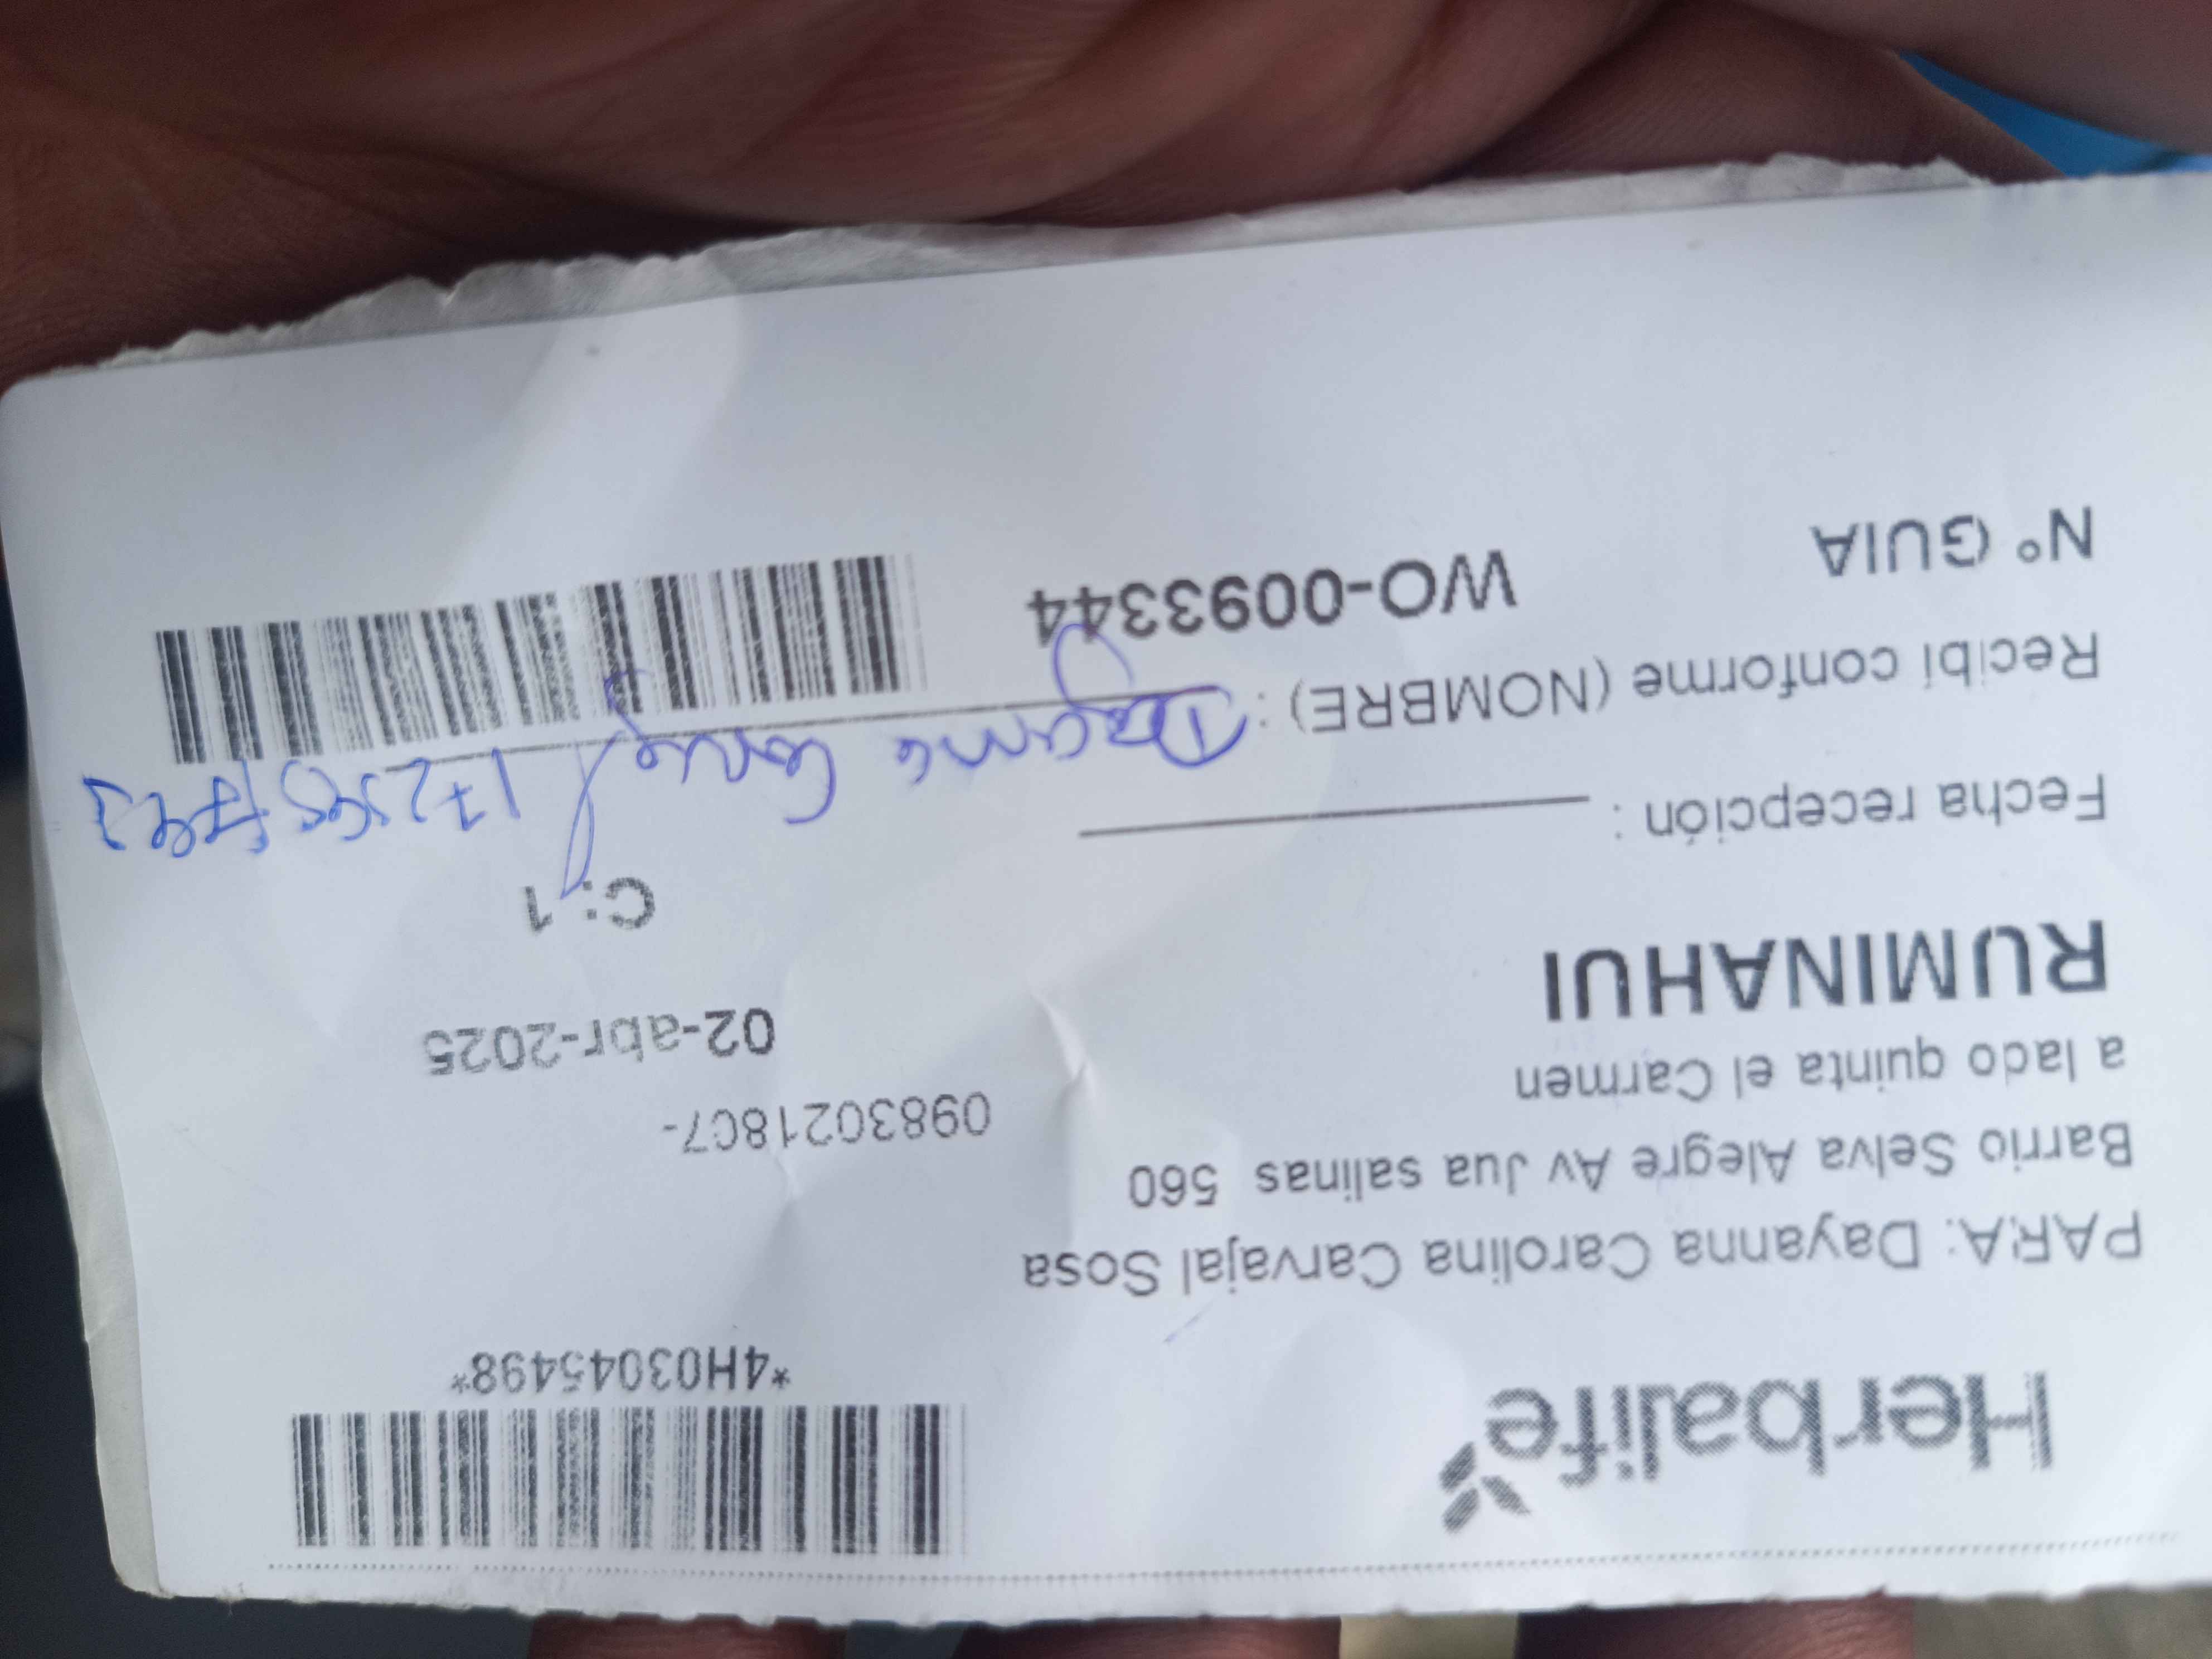 Herbalife
*4H03045498*
PARA: Dayanna Carolina Carvajal Sosa
Barrio Selva Alegre Av Jua salinas 560
0983021807-
a lado quinta el Carmen
02-abr-2025
RUMINAHUI
C: 1
Fecha recepción :
Recibí conforme (NOMBRE) :
N° GUIA
WO-0093344